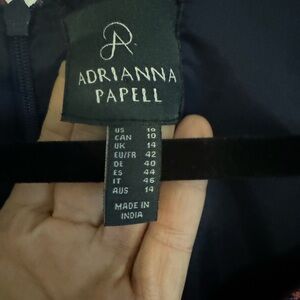 ADRIANNA
PAPELL
US 10
CAN 10
UK 14
EU/FR 42
DE 40
ES 44
IT 46
AUS 14
MADE IN
INDIA